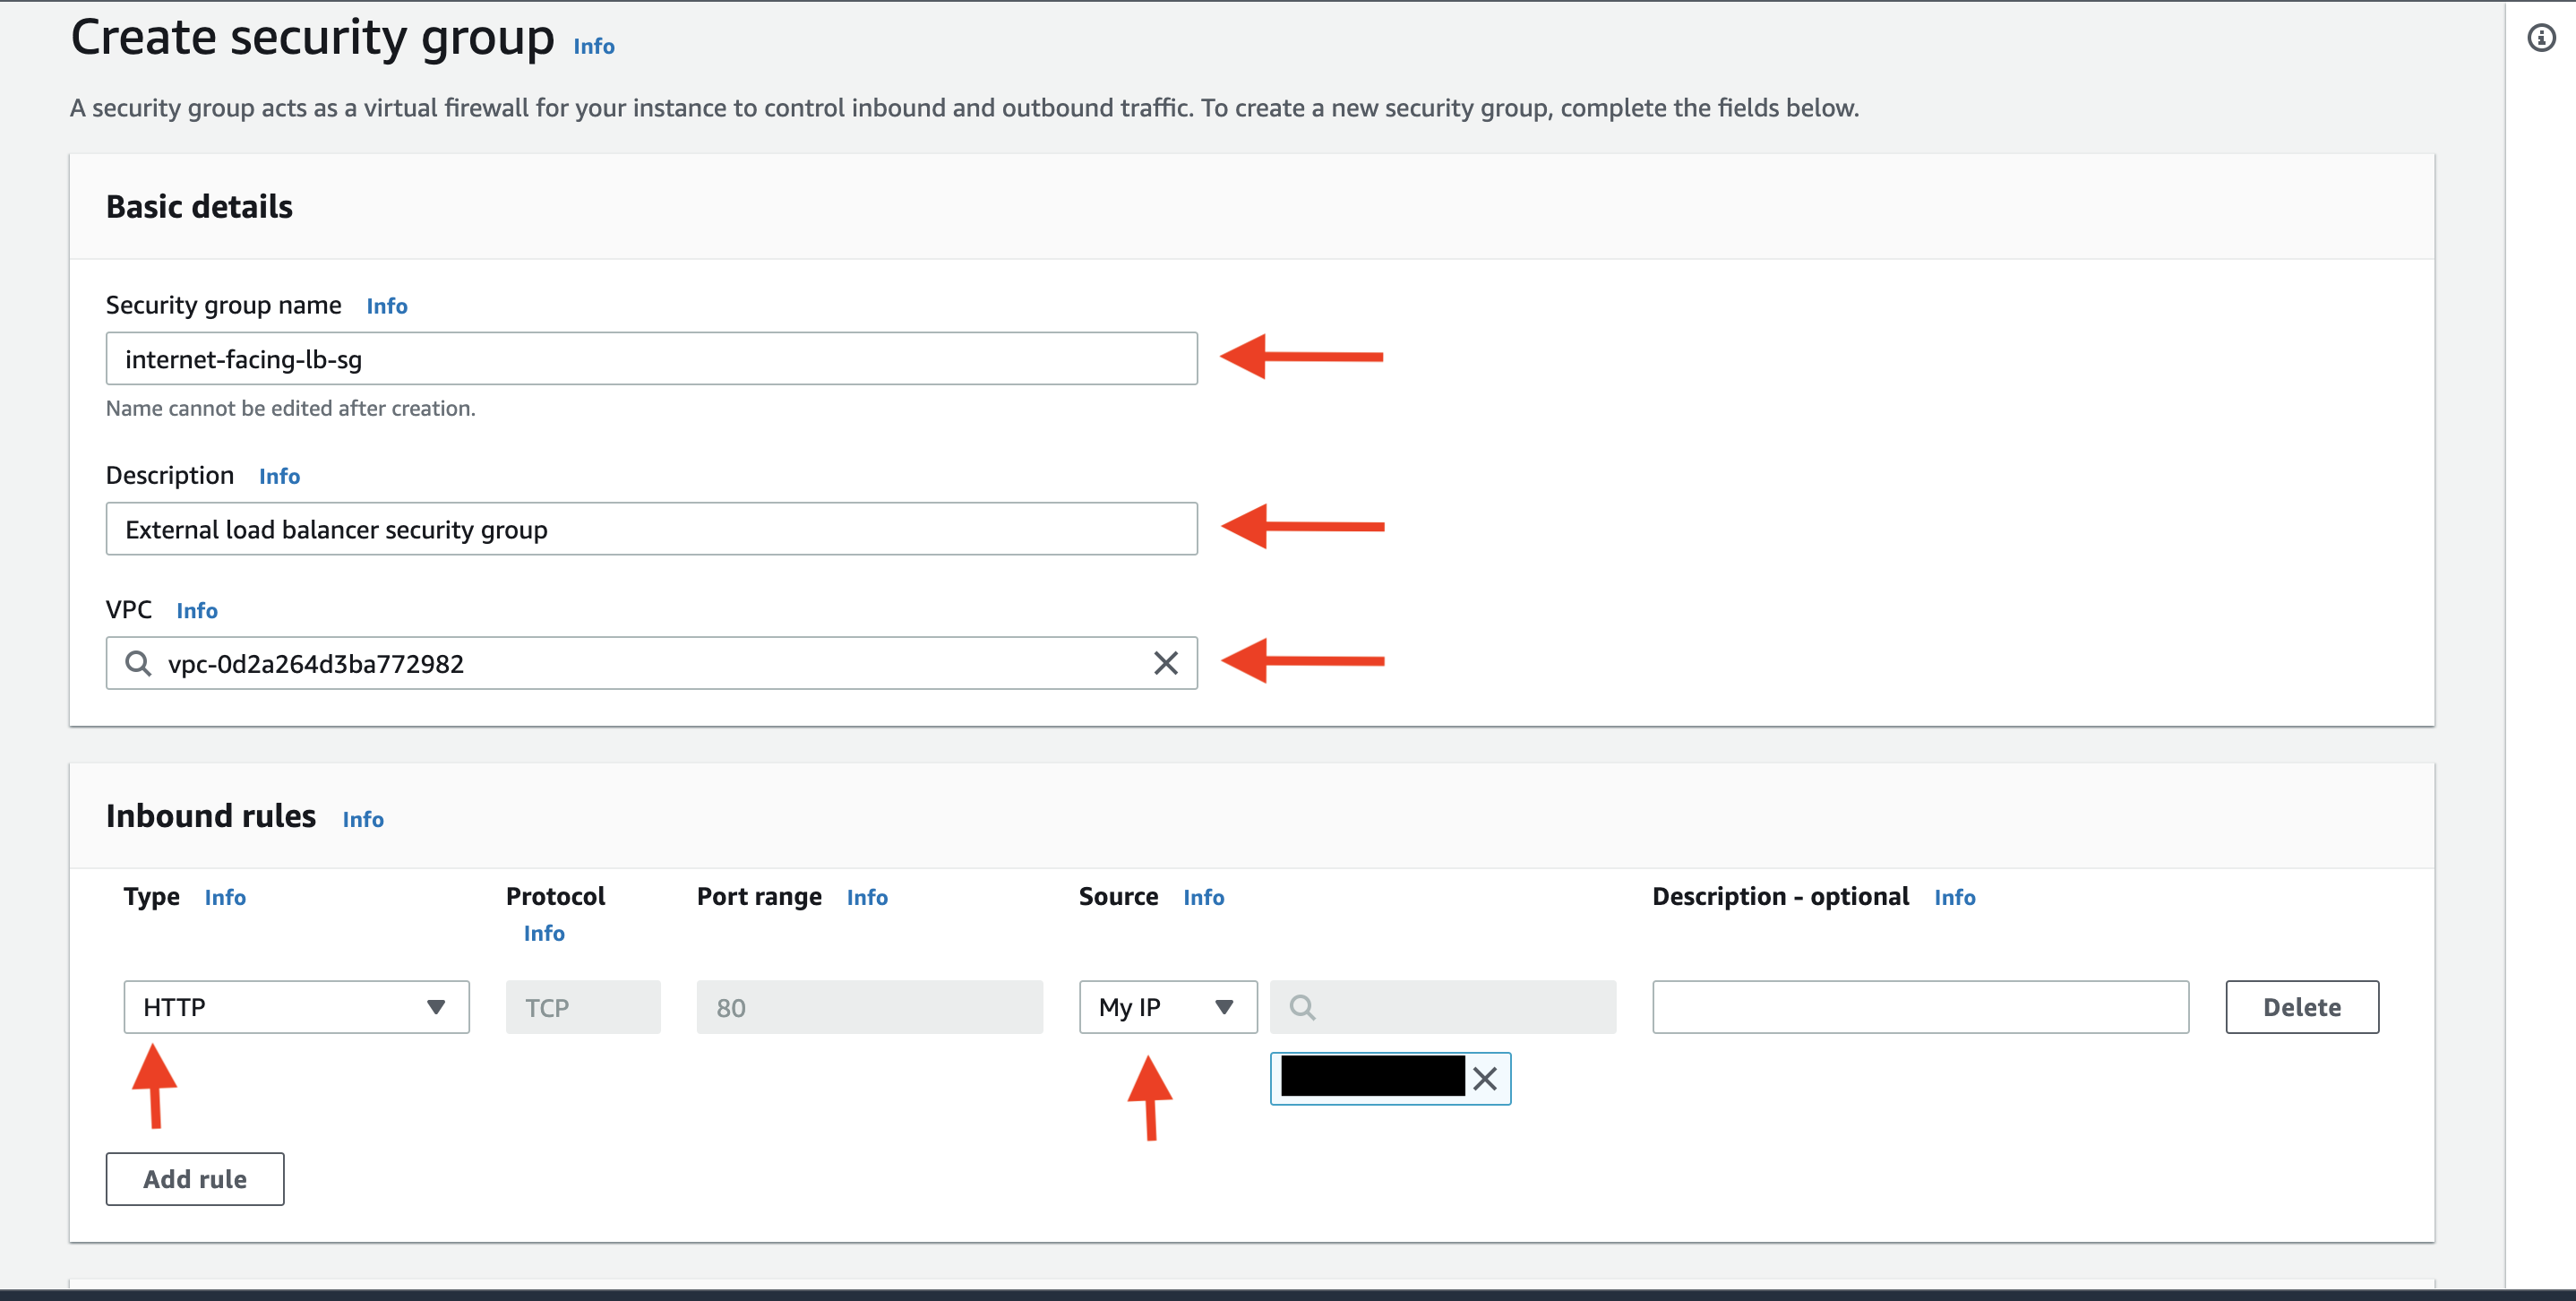 Create security group Info
A security group acts as a virtual firewall for your instance to control inbound and outbound traffic. To create a new security group, complete the fields below.
Basic details
Security group name Info
internet-facing-lb-sg
Name cannot be edited after creation.
Description Info
External load balancer security group
VPC Info
vpc-0d2a264d3ba772982
Inbound rules Info
Type Info Protocol Info Port range Info Source Info Description - optional Info
HTTP TCP 80 My IP Delete
Add rule